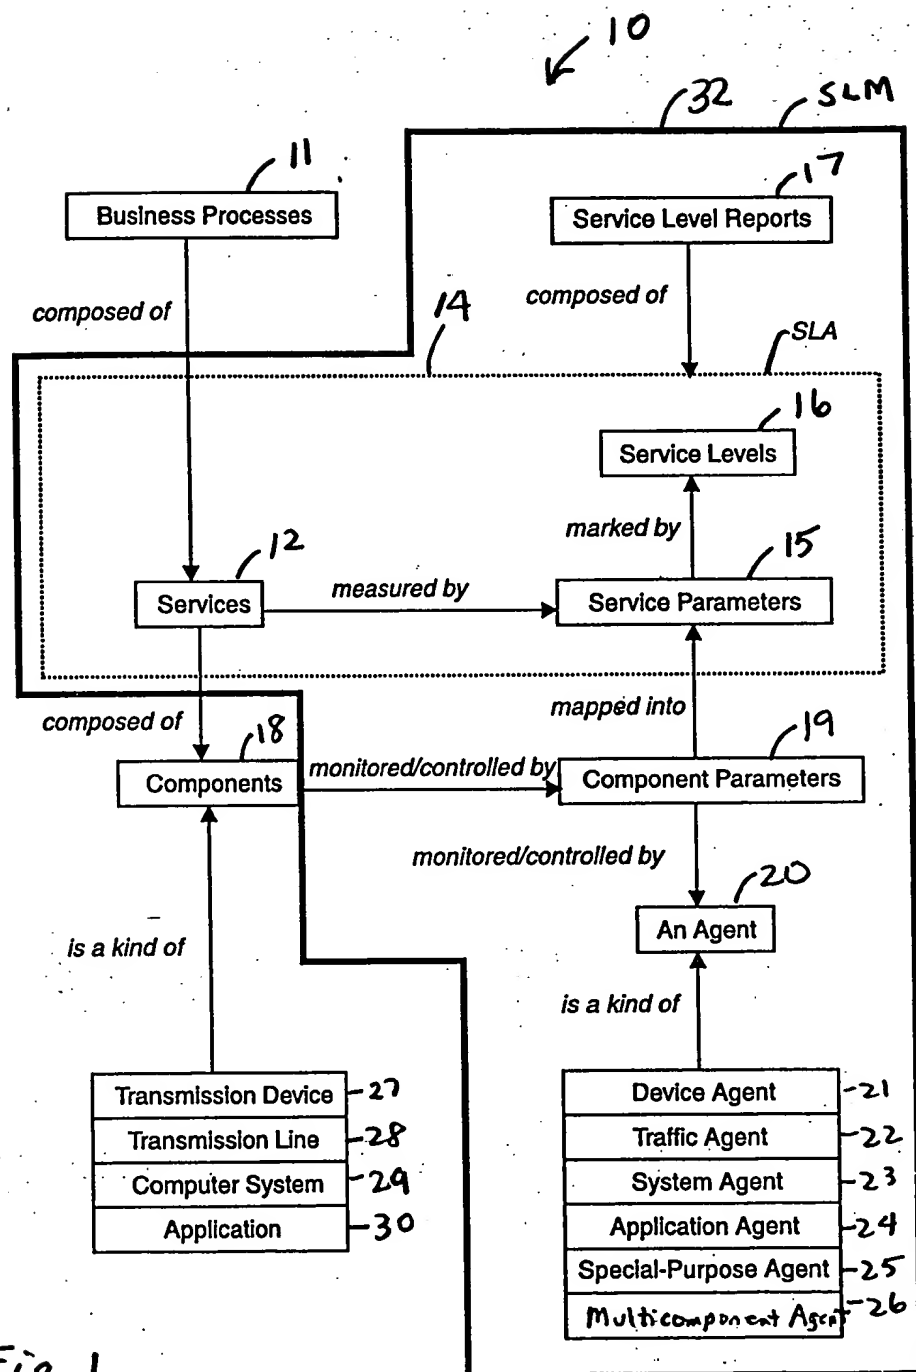 10
32 SLM
11
17
Business Processes
Service Level Reports
composed of
composed of
14
SLA
16
Service Levels
marked by
12
15
Services
measured by
Service Parameters
composed of
mapped into
18
19
Components
monitored/controlled by
Component Parameters
monitored/controlled by
20
An Agent
is a kind of
is a kind of
Transmission Device 27
Transmission Line 28
Computer System 29
Application 30
Device Agent 21
Traffic Agent 22
System Agent 23
Application Agent 24
Special-Purpose Agent 25
Multicomponent Agent 26
Fig. 1